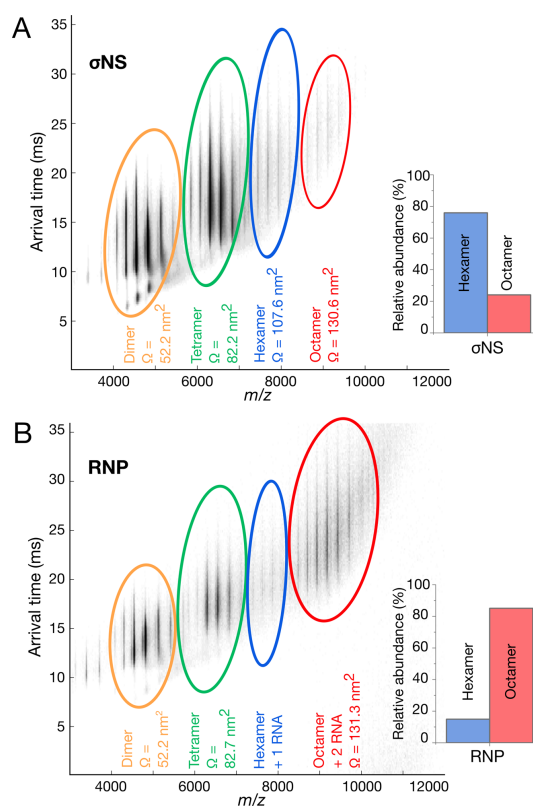 A
σNS
Arrival time (ms)
35
30
25
20
15
10
5
4000 6000 8000 10000 12000
m/z
Dimer
Ω =
52.2 nm²
Tetramer
Ω =
82.2 nm²
Hexamer
Ω = 107.6 nm²
Octamer
Ω = 130.6 nm²
Relative abundance (%)
100
80
60
40
20
0
Hexamer
Octamer
σNS
B
RNP
Arrival time (ms)
35
30
25
20
15
10
5
4000 6000 8000 10000 12000
m/z
Dimer
Ω =
52.2 nm²
Tetramer
Ω =
82.7 nm²
Hexamer
+ 1 RNA
Octamer
+ 2 RNA
Ω = 131.3 nm²
Relative abundance (%)
100
80
60
40
20
0
Hexamer
Octamer
RNP